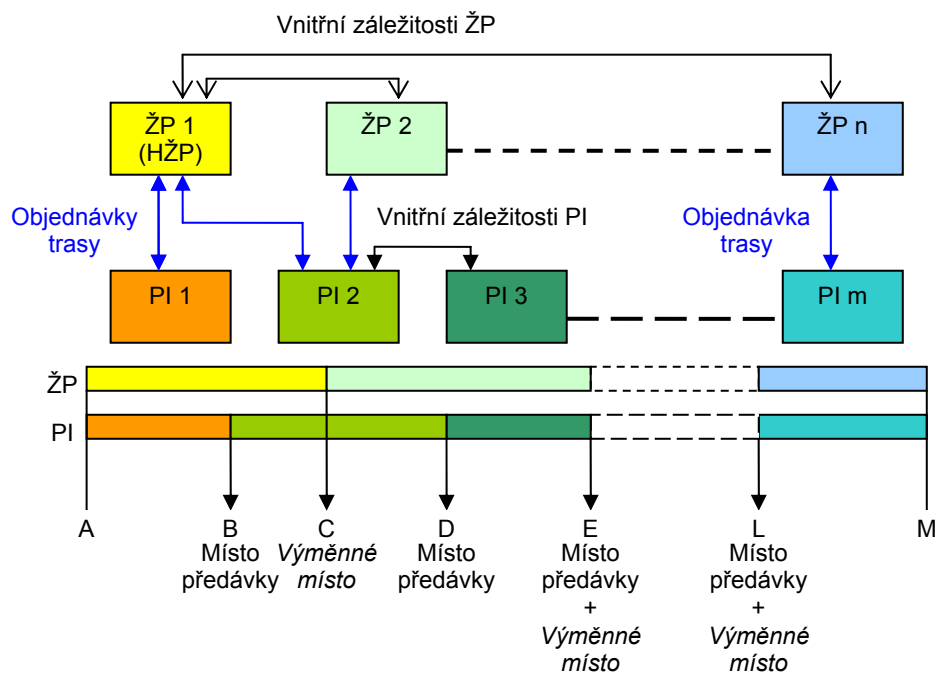 Vnitřní záležitosti ŽP
ŽP 1
(HŽP)
ŽP 2
ŽP n
Objednávky
trasy
Vnitřní záležitosti PI
Objednávka
trasy
PI 1
PI 2
PI 3
PI m
ŽP
PI
A
B
C
D
E
L
M
Místo
předávky
Výměnné
místo
Místo
předávky
Místo
předávky
+
Výměnné
místo
Místo
předávky
+
Výměnné
místo